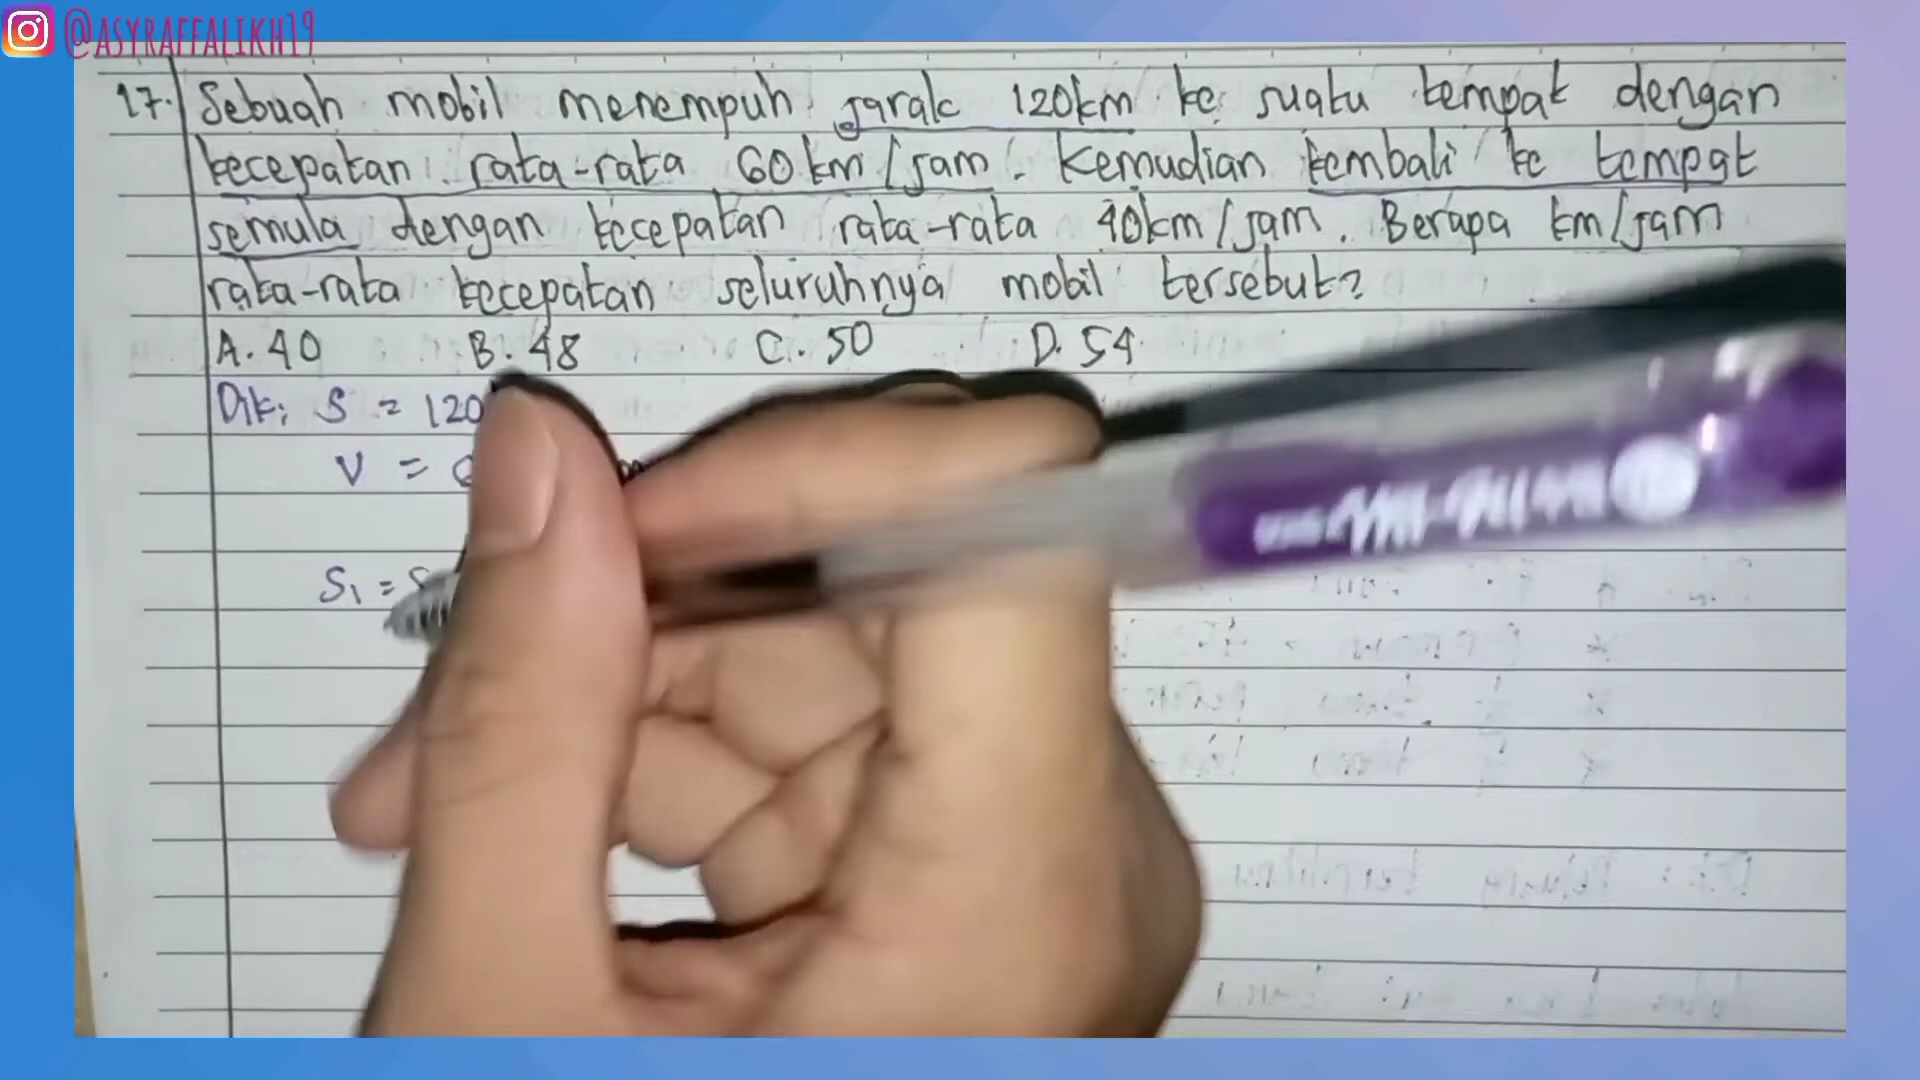 @ASYRAFFALIKH19
17. Sebuah mobil menempuh jarak 120km ke suatu tempat dengan
kecepatan rata-rata 60 km/jam. Kemudian kembali ke tempat
semula dengan kecepatan rata-rata 40km/jam. Berapa km/jam
rata-rata kecepatan seluruhnya mobil tersebut?
A. 40 B. 48 C. 50 D. 54
Dik: S = 120
V =
S1 =